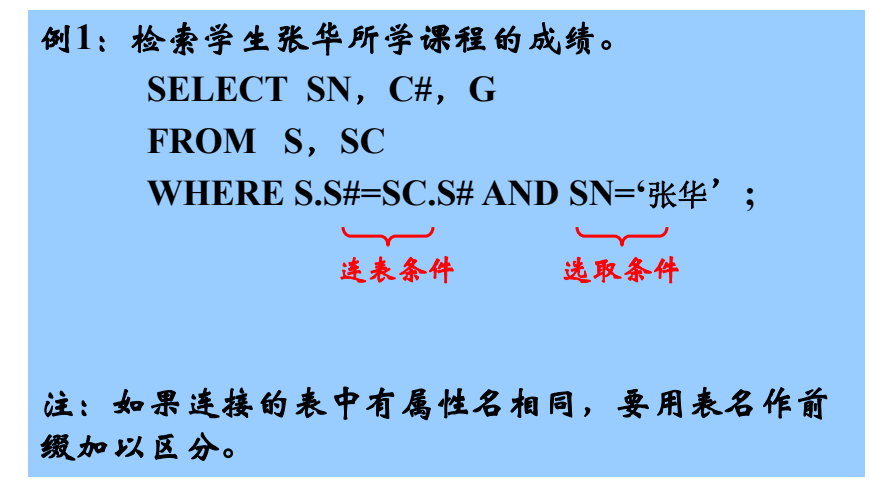 例1：检索学生张华所学课程的成绩。
SELECT SN，C#，G
FROM S，SC
WHERE S.S#=SC.S# AND SN=‘张华’；
连表条件 选取条件
注：如果连接的表中有属性名相同，要用表名作前
缀加以区分。